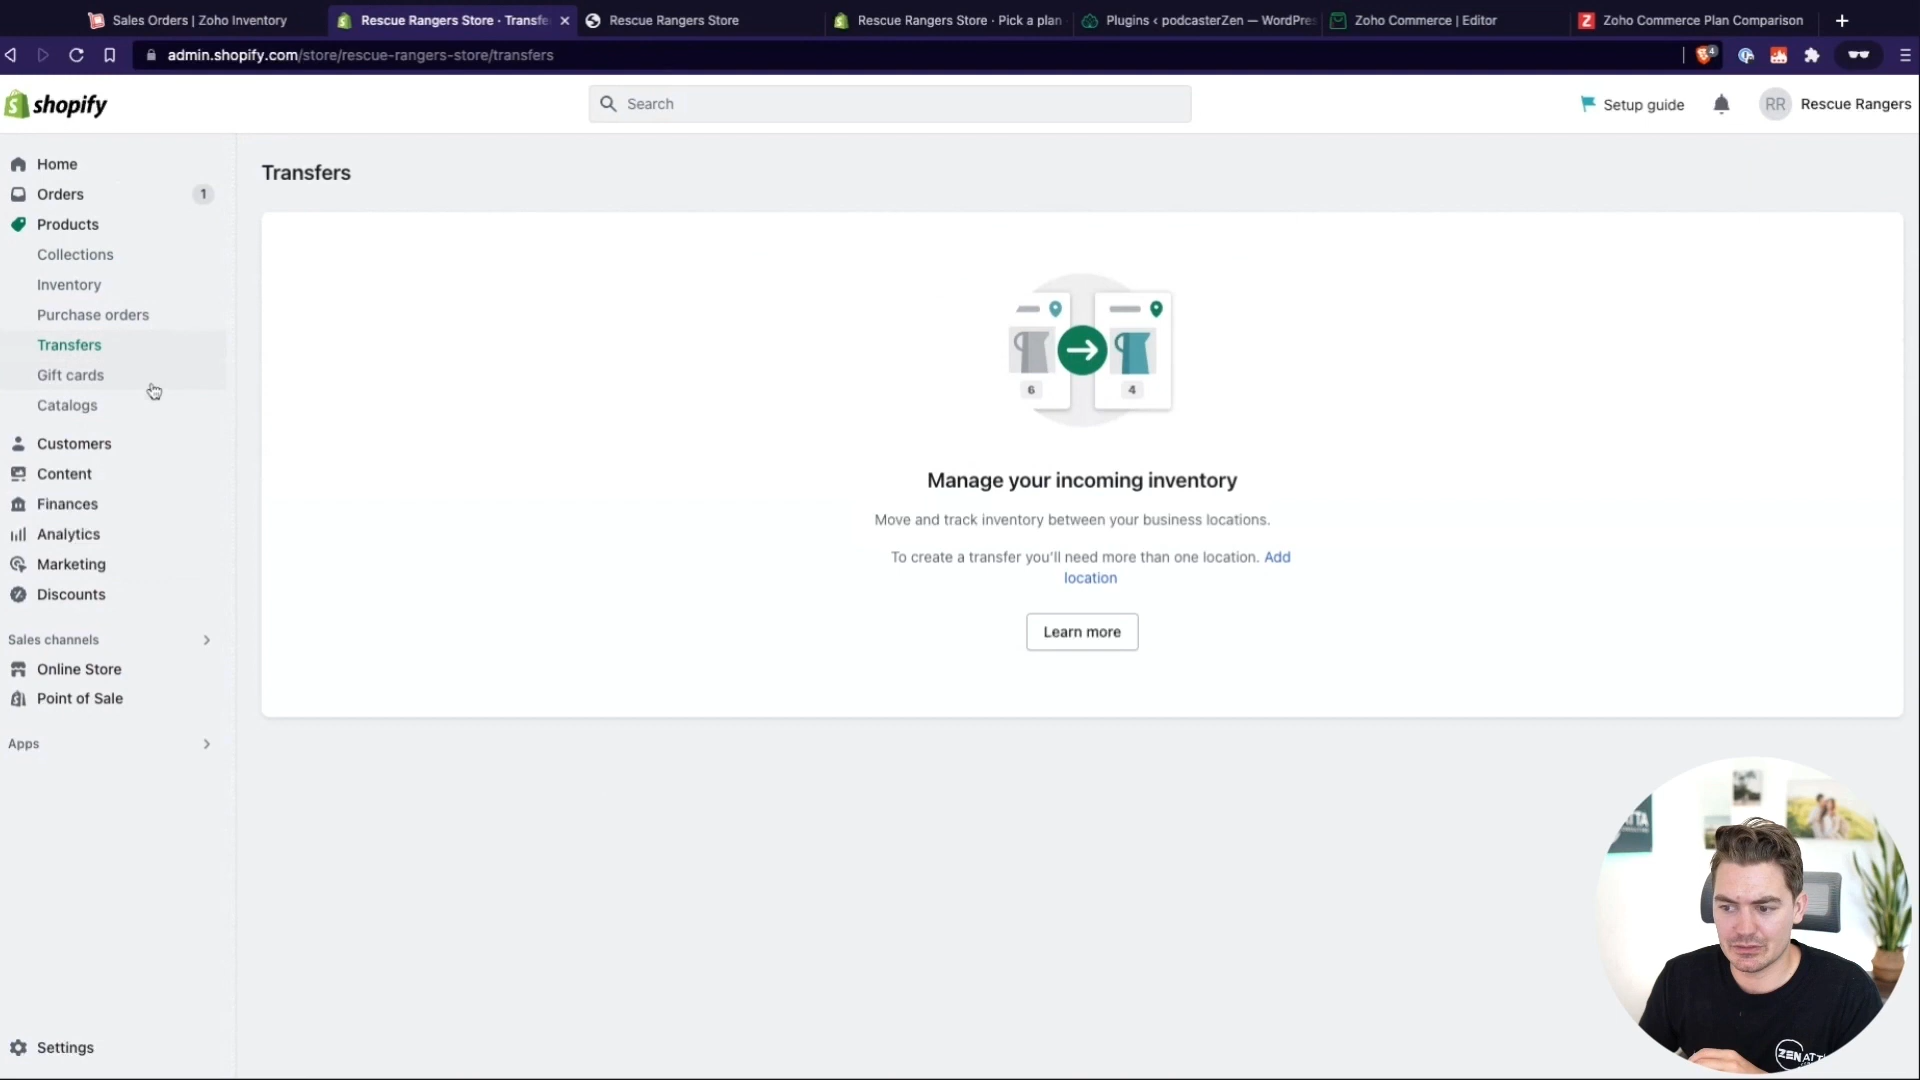 Sales Orders | Zoho Inventory
Rescue Rangers Store · Transfe
Rescue Rangers Store
Rescue Rangers Store · Pick a plan
Plugins ‹ podcasterZen — WordPres
Zoho Commerce | Editor
Zoho Commerce Plan Comparison
admin.shopify.com/store/rescue-rangers-store/transfers
4
shopify
Search
Setup guide
RR
Rescue Rangers
Home
Orders
1
Products
Collections
Inventory
Purchase orders
Transfers
Gift cards
Catalogs
Customers
Content
Finances
Analytics
Marketing
Discounts
Sales channels
Online Store
Point of Sale
Apps
Settings
Transfers
6
4
Manage your incoming inventory
Move and track inventory between your business locations.
To create a transfer you'll need more than one location. Add
location
Learn more
ZENATT